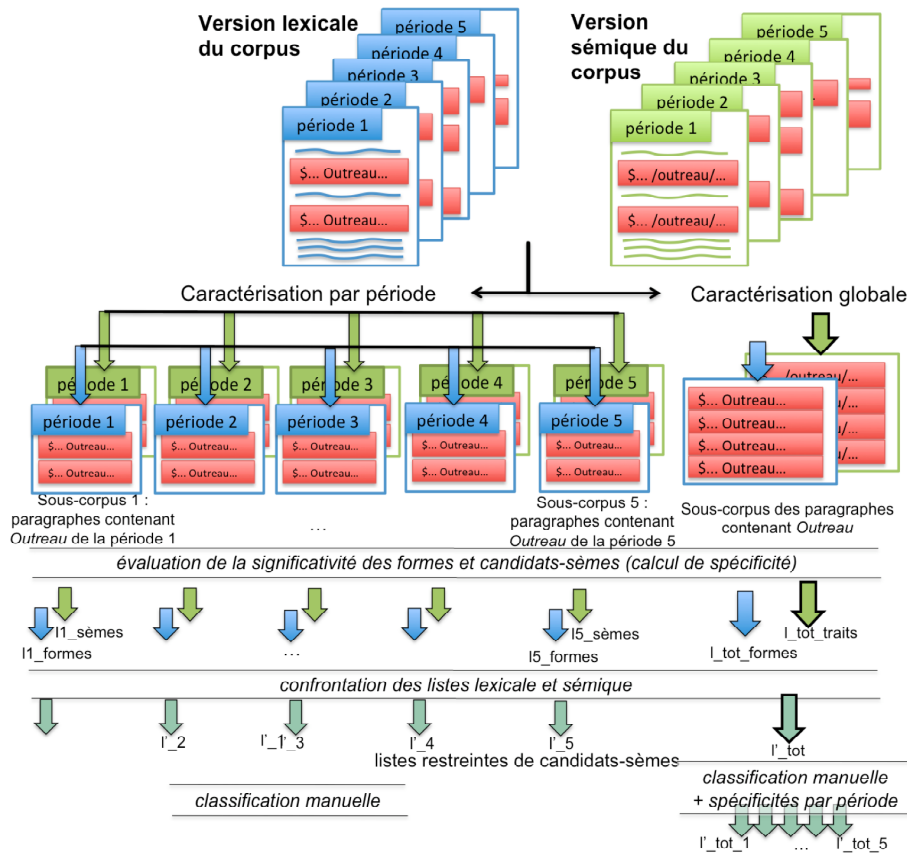 Version lexicale
du corpus
période 5
période 4
période 3
période 2
période 1
$... Outreau...
$... Outreau...
Version
sémique du
corpus
période 5
période 4
période 3
période 2
période 1
$... /outreau/...
$... /outreau/...
Caractérisation par période
Caractérisation globale
période 1
période 2
période 3
période 4
période 5
période 1
période 2
période 3
période 4
période 5
$... Outreau...
$... Outreau...
$... Outreau...
$... Outreau...
$... Outreau...
$... Outreau...
$... Outreau...
$... Outreau...
$... Outreau...
$... Outreau...
/outreau/...
au/...
au/...
au/...
$... Outreau...
$... Outreau...
$... Outreau...
$... Outreau...
Sous-corpus 1 :
paragraphes contenant
Outreau de la période 1
...
Sous-corpus 5 :
paragraphes contenant
Outreau de la période 5
Sous-corpus des paragraphes
contenant Outreau
évaluation de la significativité des formes et candidats-sèmes (calcul de spécificité)
l1_sèmes
l1_formes
...
l5_sèmes
l5_formes
l_tot_traits
l_tot_formes
confrontation des listes lexicale et sémique
l'_2
l'_1
l'_3
l'_4
l'_5
l'_tot
listes restreintes de candidats-sèmes
classification manuelle
classification manuelle
+ spécificités par période
l'_tot_1
...
l'_tot_5